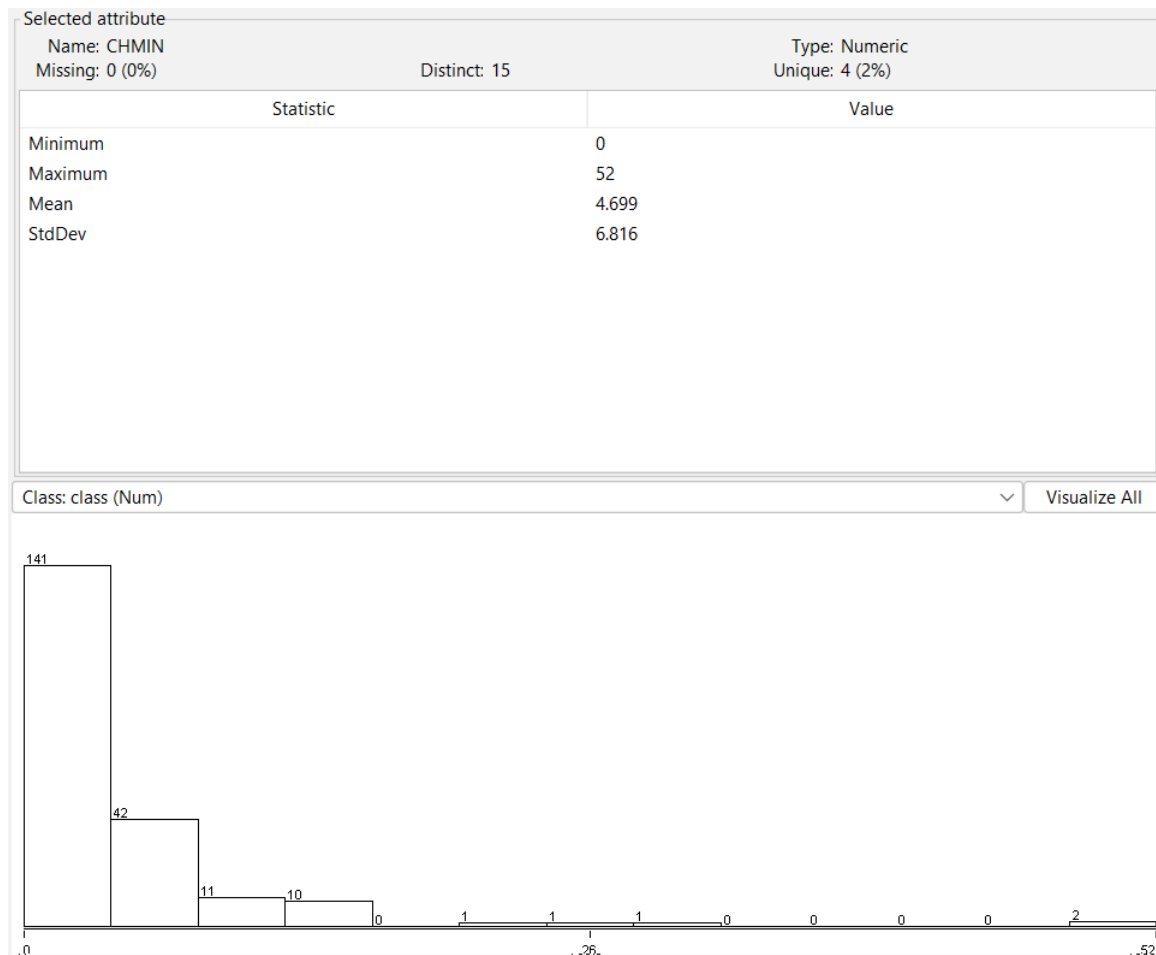 Selected attribute
Name: CHMIN Type: Numeric
Missing: 0 (0%) Distinct: 15 Unique: 4 (2%)
Statistic Value
Minimum 0
Maximum 52
Mean 4.699
StdDev 6.816
Class: class (Num) Visualize All
141
42
11
10
0
1
1
1
0
0
0
0
2
0 26 52